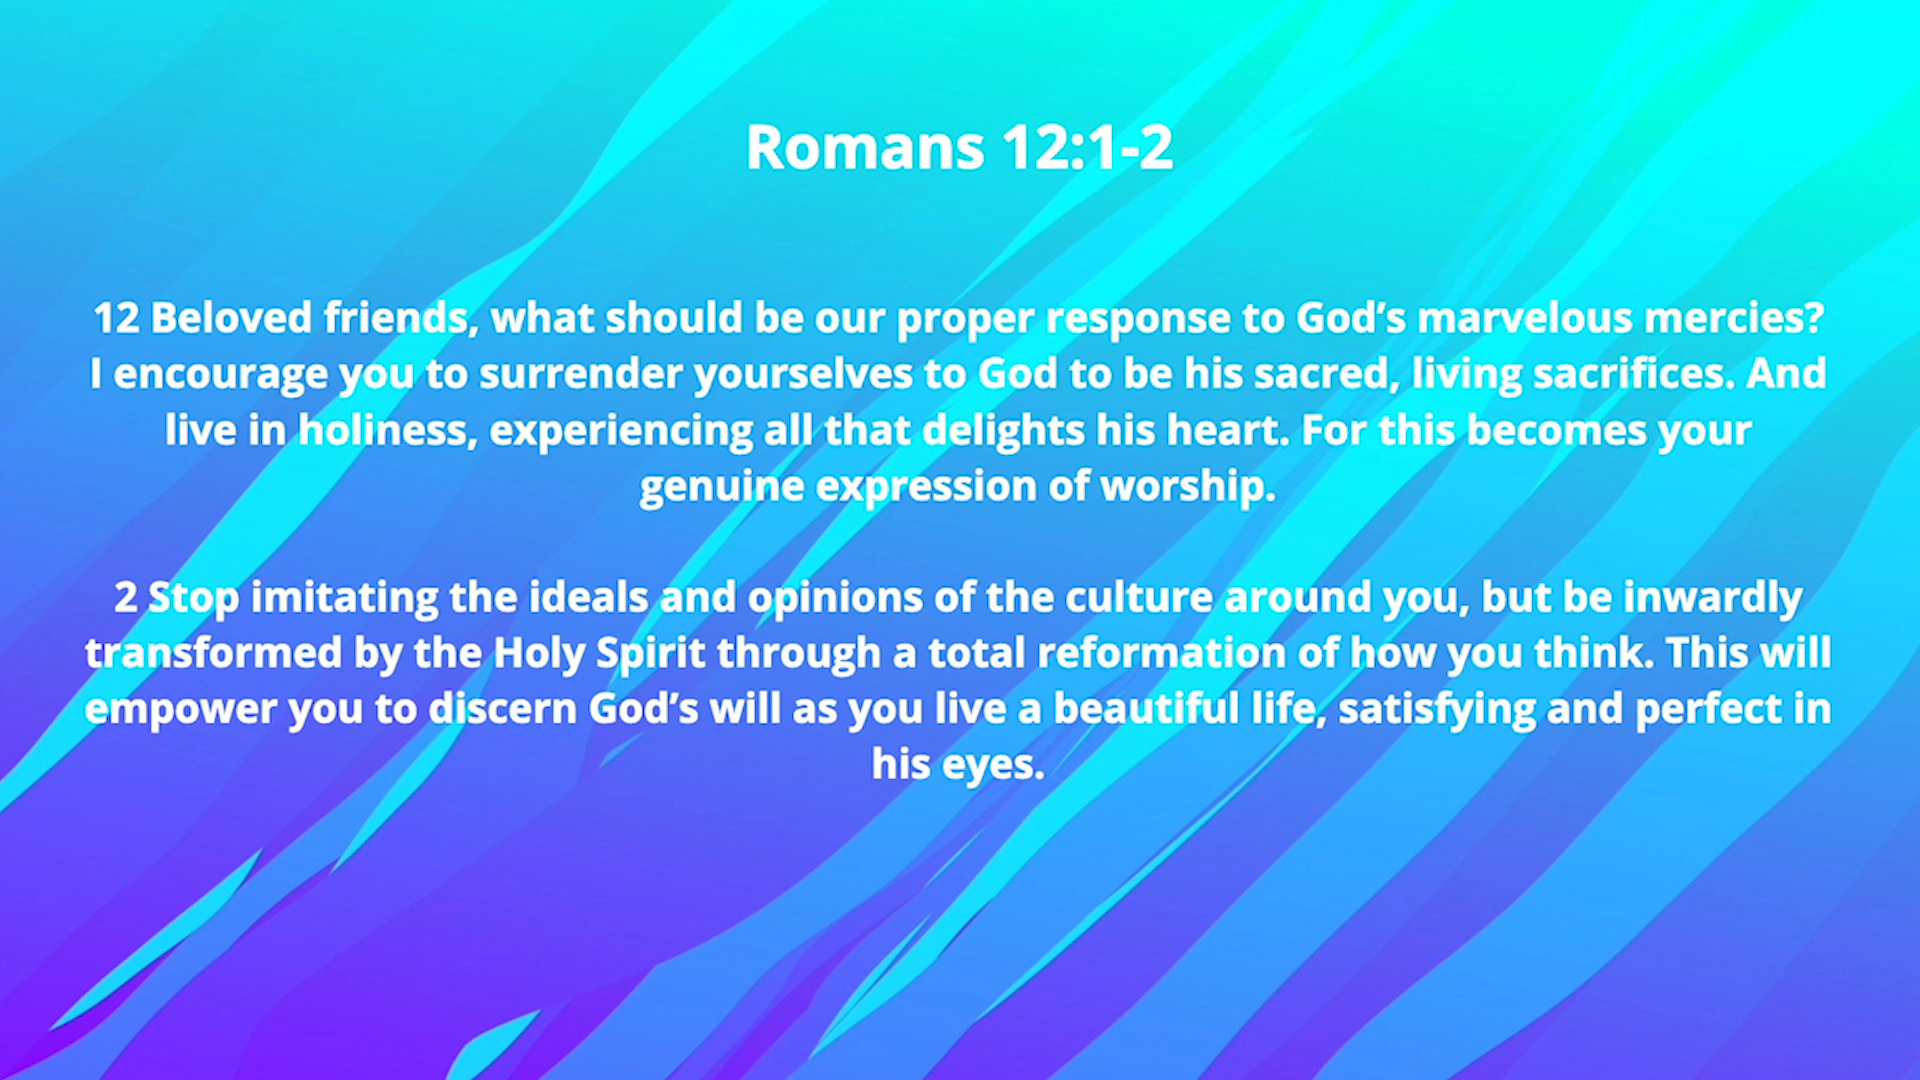 Romans 12:1-2
12 Beloved friends, what should be our proper response to God’s marvelous mercies?
I encourage you to surrender yourselves to God to be his sacred, living sacrifices. And
live in holiness, experiencing all that delights his heart. For this becomes your
genuine expression of worship.
2 Stop imitating the ideals and opinions of the culture around you, but be inwardly
transformed by the Holy Spirit through a total reformation of how you think. This will
empower you to discern God’s will as you live a beautiful life, satisfying and perfect in
his eyes.